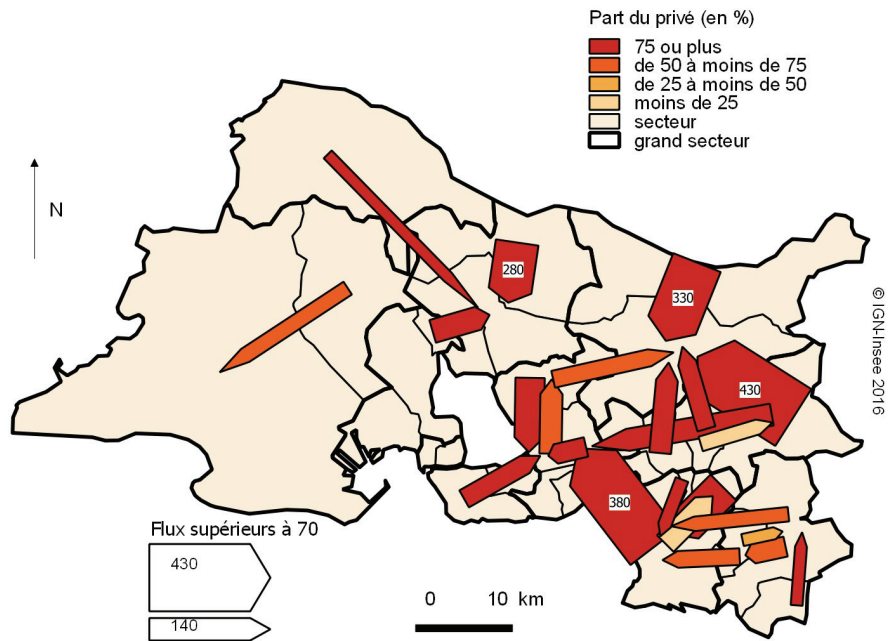 Part du privé (en %)
75 ou plus
de 50 à moins de 75
de 25 à moins de 50
moins de 25
secteur
grand secteur
N
280
330
© IGN-Insee 2016
430
380
Flux supérieurs à 70
430
140
0 10 km